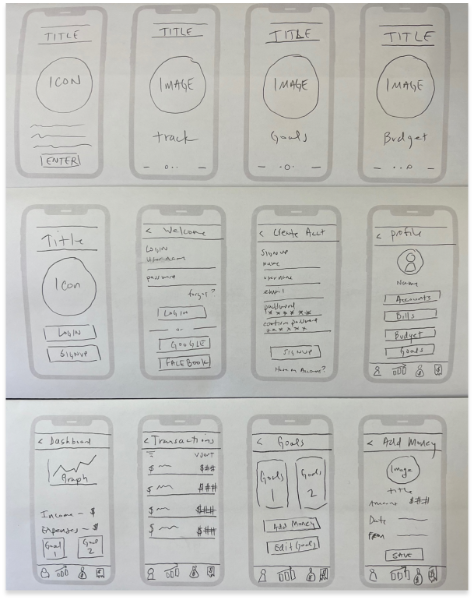 TITLE
ICON
ENTER
TITLE
IMAGE
track
TITLE
IMAGE
Goals
TITLE
IMAGE
Budget
Title
Icon
LOGIN
SIGNUP
< Welcome
LOGIN
username
password
forgot?
LOGIN
GOOGLE
FACEBOOK
< Create Acct
SIGNUP
name
username
email
password
××××××
confirm password
××××××
SIGNUP
Have an Account?
< profile
Name
Accounts
Bills
Budget
Goals
< Dashboard
Graph
Income - $
Expenses - $
Goal
1
Goal
2
< Transactions
$ $##
$ $##
$ $##
$ $##
< Goals
Goals
1
Goals
2
Add Money
Edit Goals
< Add Money
Image
title
Amount $##
Date
From
SAVE